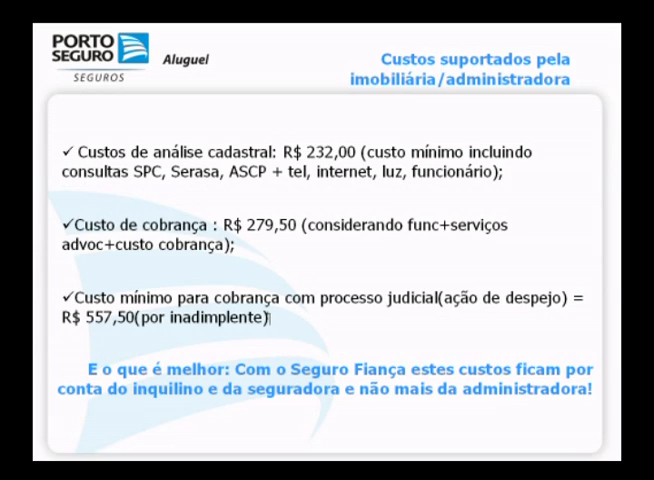 PORTO
SEGURO
SEGUROS
Aluguel
Custos suportados pela
imobiliária/administradora
✓ Custos de análise cadastral: R$ 232,00 (custo mínimo incluindo
consultas SPC, Serasa, ASCP + tel, internet, luz, funcionário);
✓Custo de cobrança : R$ 279,50 (considerando func+serviços
advoc+custo cobrança);
✓Custo mínimo para cobrança com processo judicial(ação de despejo) =
R$ 557,50(por inadimplente)
E o que é melhor: Com o Seguro Fiança estes custos ficam por
conta do inquilino e da seguradora e não mais da administradora!